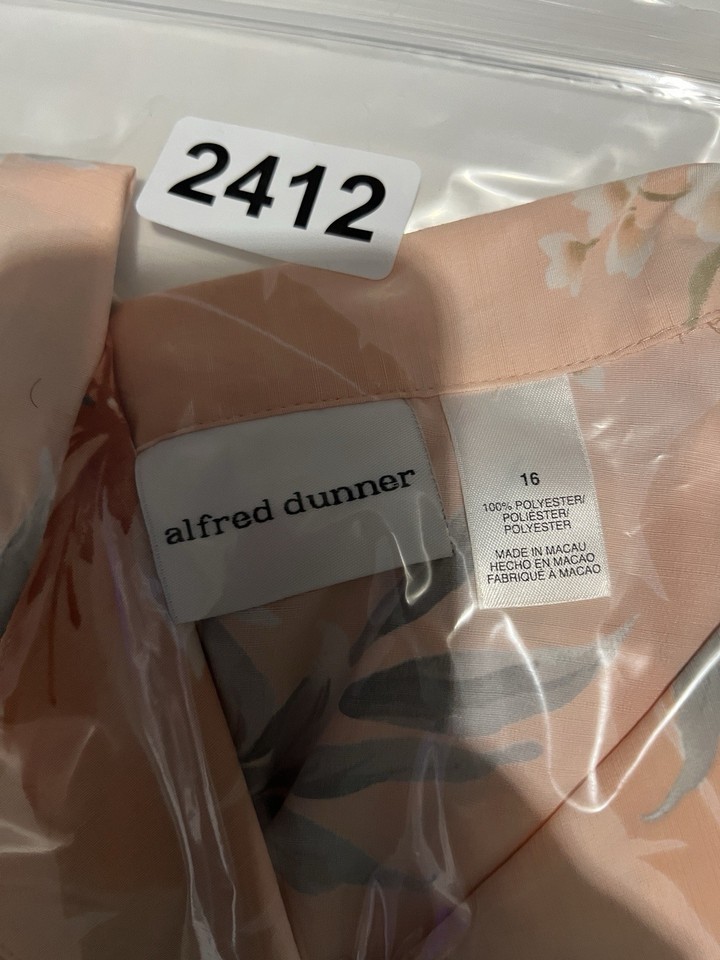 2412
alfred dunner
16
100% POLYESTER/
POLIÉSTER/
POLYESTER
MADE IN MACAU
HECHO EN MACAO
FABRIQUÉ À MACAO